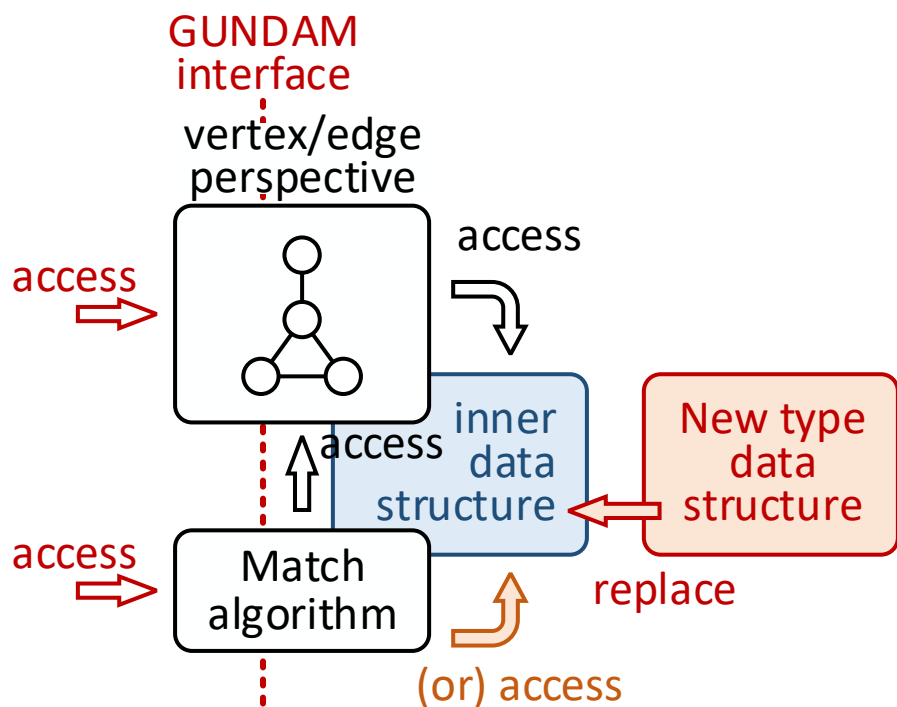 GUNDAM
interface
vertex/edge
perspective
access
access
access
inner
data
structure
New type
data
structure
access
Match
algorithm
replace
(or) access